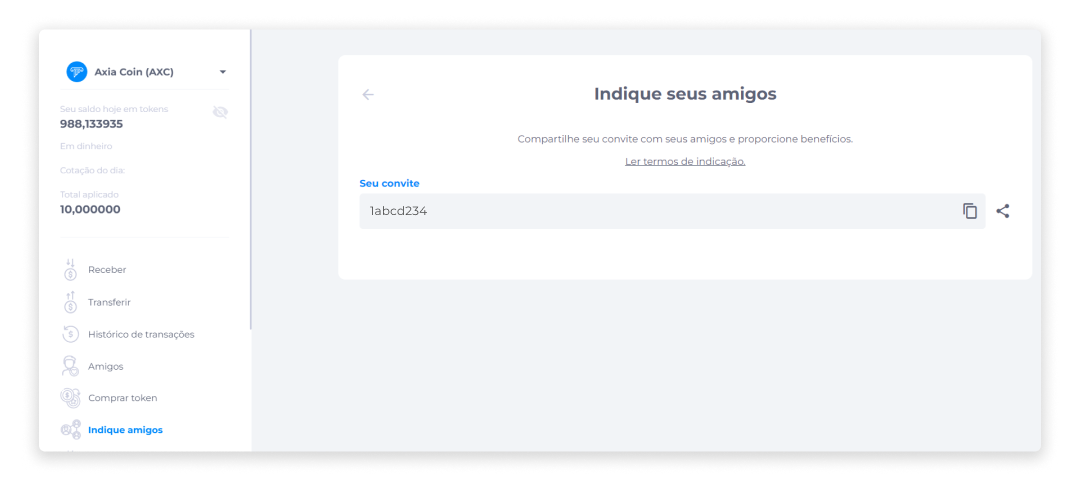 Axia Coin (AXC)
Seu saldo hoje em tokens
988,133935
Em dinheiro
Cotação do dia:
Total aplicado
10,000000
Receber
Transferir
Histórico de transações
Amigos
Comprar token
Indique amigos
Indique seus amigos
Compartilhe seu convite com seus amigos e proporcione benefícios.
Ler termos de indicação.
Seu convite
1abcd234